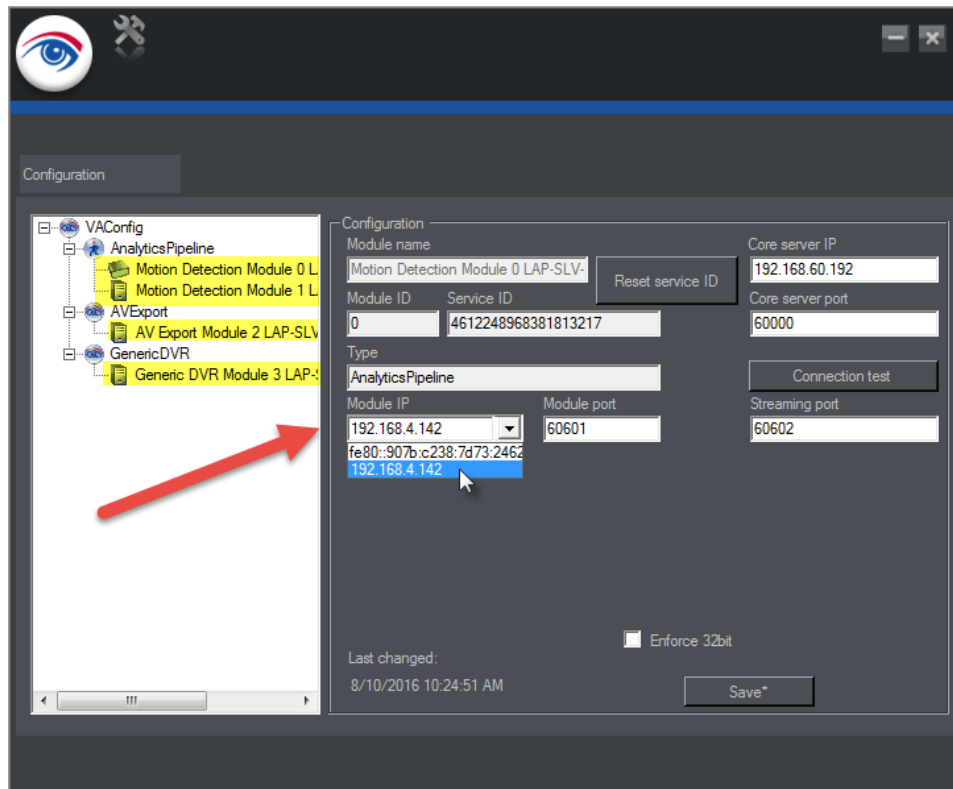 Configuration
VAConfig
AnalyticsPipeline
Motion Detection Module 0 L
Motion Detection Module 1 L
AVExport
AV Export Module 2 LAP-SLV
GenericDVR
Generic DVR Module 3 LAP-
Configuration
Module name
Core server IP
Motion Detection Module 0 LAP-SLV-
Reset service ID
192.168.60.192
Module ID
Service ID
Core server port
0
4612248968381813217
60000
Type
AnalyticsPipeline
Connection test
Module IP
Module port
Streaming port
192.168.4.142
60601
60602
fe80::907b:c238:7d73:2462
192.168.4.142
Enforce 32bit
Last changed:
8/10/2016 10:24:51 AM
Save*